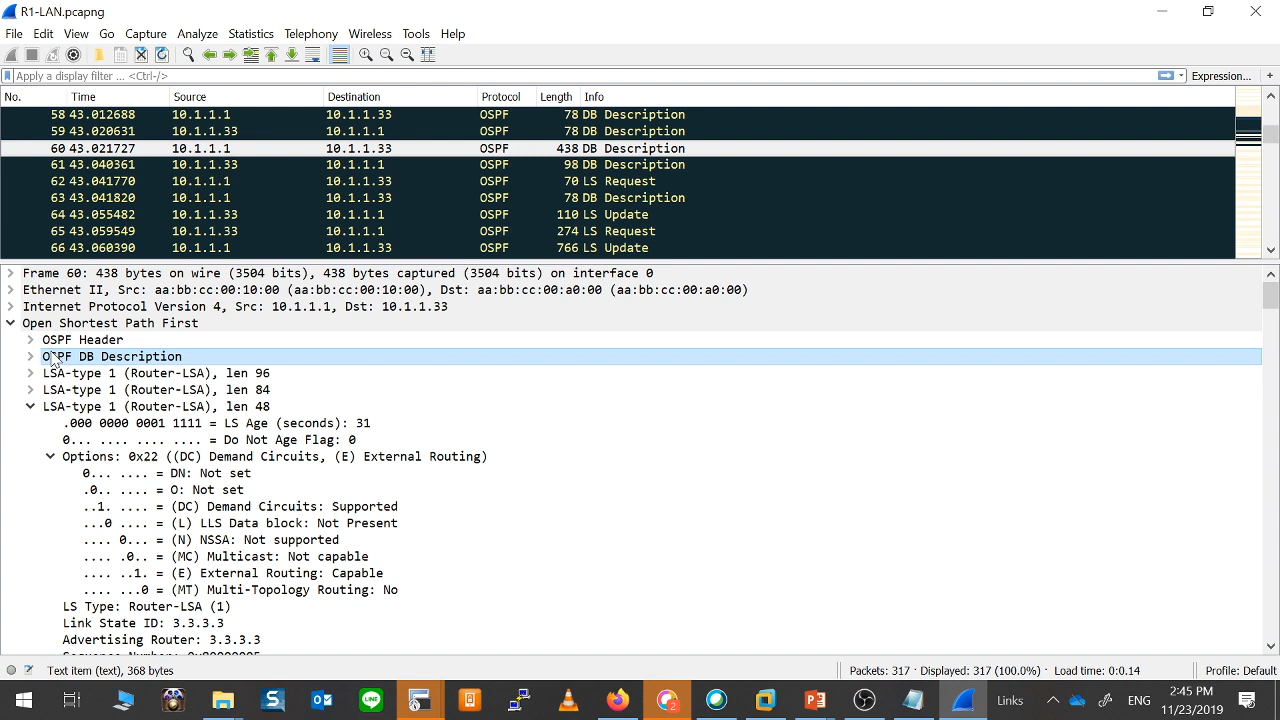 R1-LAN.pcapng
File Edit View Go Capture Analyze Statistics Telephony Wireless Tools Help
Apply a display filter ... <Ctrl-/> Expression... +
No. Time Source Destination Protocol Length Info
58 43.012688 10.1.1.1 10.1.1.33 OSPF 78 DB Description
59 43.020631 10.1.1.33 10.1.1.1 OSPF 78 DB Description
60 43.021727 10.1.1.1 10.1.1.33 OSPF 438 DB Description
61 43.040361 10.1.1.33 10.1.1.1 OSPF 98 DB Description
62 43.041770 10.1.1.1 10.1.1.33 OSPF 70 LS Request
63 43.041820 10.1.1.1 10.1.1.33 OSPF 78 DB Description
64 43.055482 10.1.1.33 10.1.1.1 OSPF 110 LS Update
65 43.059549 10.1.1.33 10.1.1.1 OSPF 274 LS Request
66 43.060390 10.1.1.1 10.1.1.33 OSPF 766 LS Update
Frame 60: 438 bytes on wire (3504 bits), 438 bytes captured (3504 bits) on interface 0
Ethernet II, Src: aa:bb:cc:00:10:00 (aa:bb:cc:00:10:00), Dst: aa:bb:cc:00:a0:00 (aa:bb:cc:00:a0:00)
Internet Protocol Version 4, Src: 10.1.1.1, Dst: 10.1.1.33
Open Shortest Path First
OSPF Header
OSPF DB Description
LSA-type 1 (Router-LSA), len 96
LSA-type 1 (Router-LSA), len 84
LSA-type 1 (Router-LSA), len 48
.000 0000 0001 1111 = LS Age (seconds): 31
0... .... .... .... = Do Not Age Flag: 0
Options: 0x22 ((DC) Demand Circuits, (E) External Routing)
0... .... = DN: Not set
.0.. .... = O: Not set
..1. .... = (DC) Demand Circuits: Supported
...0 .... = (L) LLS Data block: Not Present
.... 0... = (N) NSSA: Not supported
.... .0.. = (MC) Multicast: Not capable
.... ..1. = (E) External Routing: Capable
.... ...0 = (MT) Multi-Topology Routing: No
LS Type: Router-LSA (1)
Link State ID: 3.3.3.3
Advertising Router: 3.3.3.3
Text item (text), 368 bytes Packets: 317 · Displayed: 317 (100.0%) · Load time: 0:0.14 Profile: Default
Links ENG 2:45 PM
11/23/2019